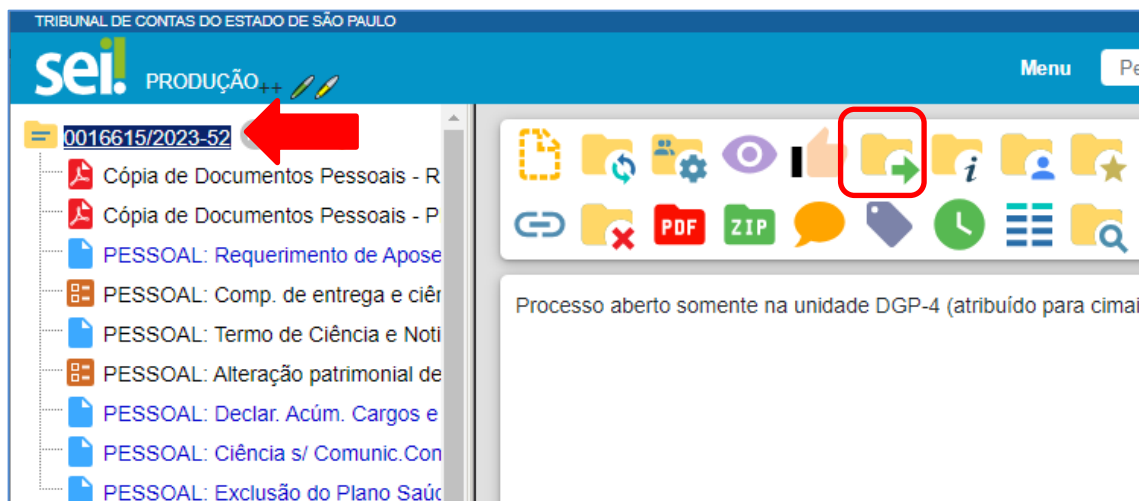 TRIBUNAL DE CONTAS DO ESTADO DE SÃO PAULO
sei! PRODUÇÃO++
Menu
Pe
0016615/2023-52
Cópia de Documentos Pessoais - R
Cópia de Documentos Pessoais - P
PESSOAL: Requerimento de Apose
PESSOAL: Comp. de entrega e ciên
PESSOAL: Termo de Ciência e Noti
PESSOAL: Alteração patrimonial de
PESSOAL: Declar. Acúm. Cargos e
PESSOAL: Ciência s/ Comunic.Con
PESSOAL: Exclusão do Plano Saúd
i
PDF
ZIP
Processo aberto somente na unidade DGP-4 (atribuído para cimai